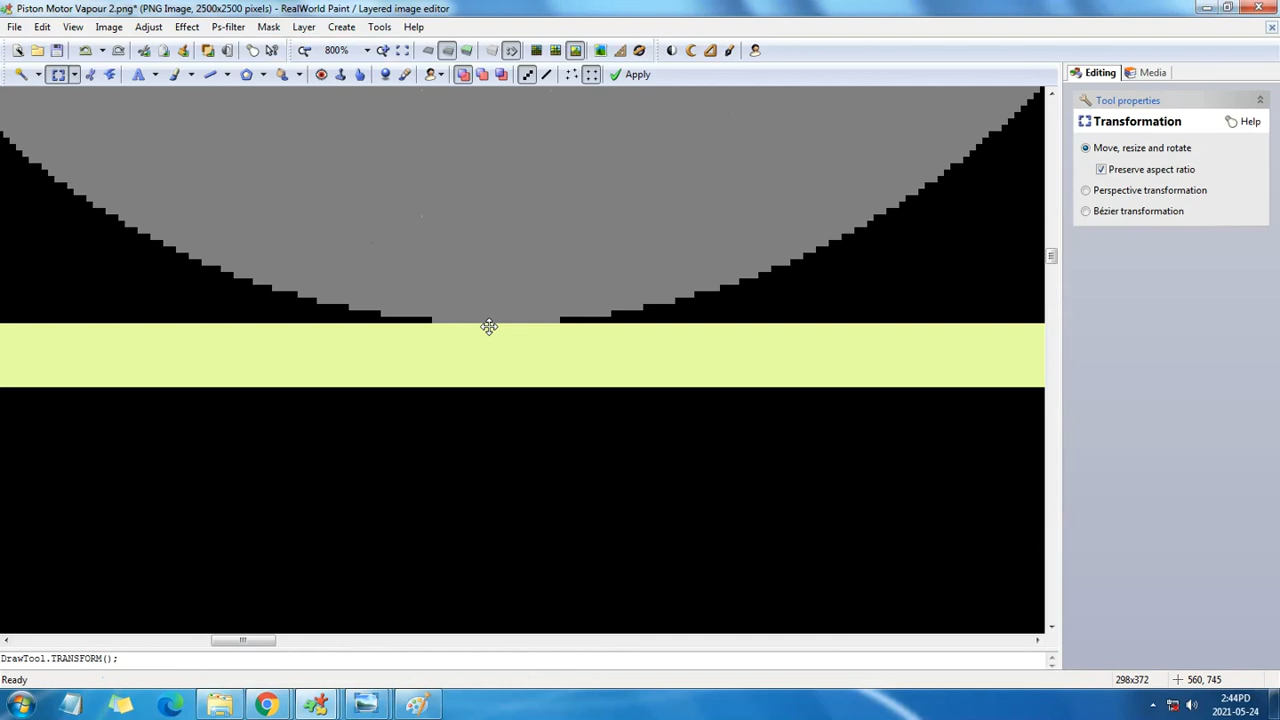 Piston Motor Vapour 2.png* (PNG Image, 2500x2500 pixels) - RealWorld Paint / Layered image editor
File Edit View Image Adjust Effect Ps-filter Mask Layer Create Tools Help
800%
Apply
Editing Media
Tool properties
Transformation Help
Move, resize and rotate
Preserve aspect ratio
Perspective transformation
Bézier transformation
DrawTool.TRANSFORM();
Ready 298x372 560, 745
2:44PD
2021-05-24